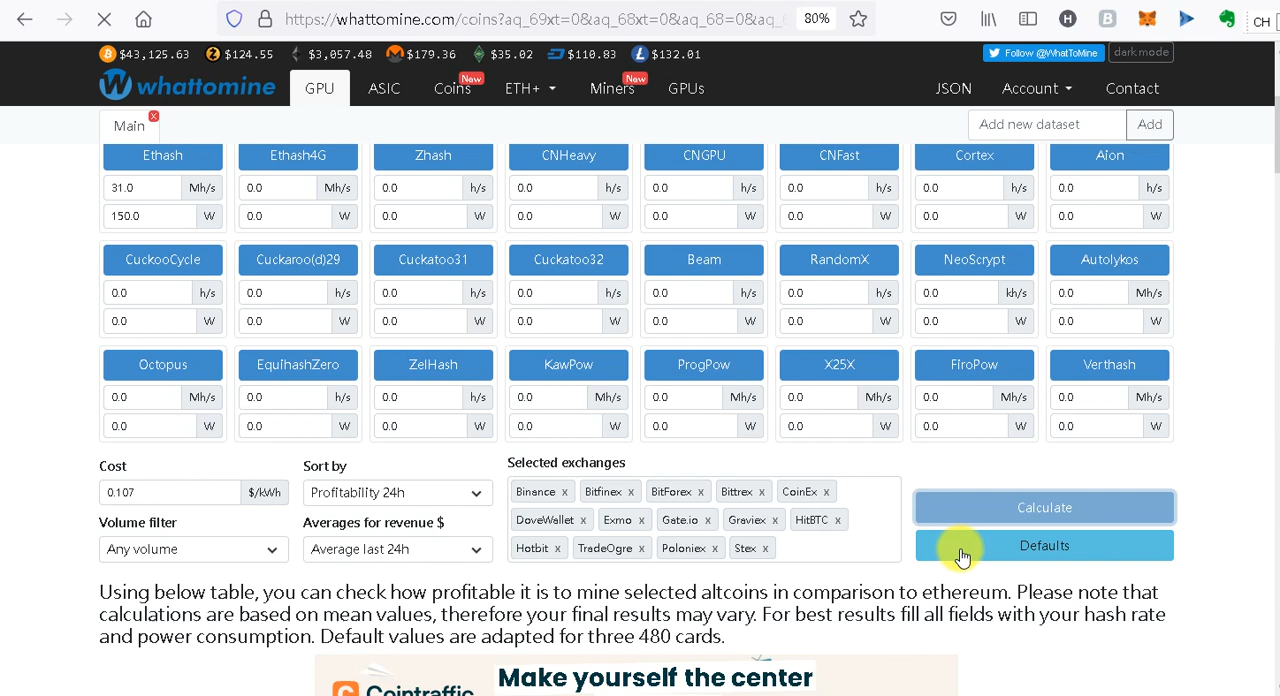 https://whattomine.com/coins?aq_69xt=0&aq_68xt=0&aq_68=0&aq_ 80% CH
$43,125.63 $124.55 $3,057.48 $179.36 $35.02 $110.83 $132.01 Follow @WhatToMine dark mode
whattomine GPU ASIC Coins New ETH+ Miners New GPUs JSON Account Contact
Main x Add new dataset Add
Ethash Ethash4G Zhash CNHeavy CNGPU CNFast Cortex Aion
31.0 Mh/s 0.0 Mh/s 0.0 h/s 0.0 h/s 0.0 h/s 0.0 h/s 0.0 h/s 0.0 h/s
150.0 W 0.0 W 0.0 W 0.0 W 0.0 W 0.0 W 0.0 W 0.0 W
CuckooCycle Cuckaroo(d)29 Cuckatoo31 Cuckatoo32 Beam RandomX NeoScrypt Autolykos
0.0 h/s 0.0 h/s 0.0 h/s 0.0 h/s 0.0 h/s 0.0 h/s 0.0 kh/s 0.0 Mh/s
0.0 W 0.0 W 0.0 W 0.0 W 0.0 W 0.0 W 0.0 W 0.0 W
Octopus EquihashZero ZelHash KawPow ProgPow X25X FiroPow Verthash
0.0 Mh/s 0.0 h/s 0.0 h/s 0.0 Mh/s 0.0 Mh/s 0.0 Mh/s 0.0 Mh/s 0.0 Mh/s
0.0 W 0.0 W 0.0 W 0.0 W 0.0 W 0.0 W 0.0 W 0.0 W
Cost Sort by Selected exchanges
0.107 $/kWh Profitability 24h Binance x Bitfinex x BitForex x Bittrex x CoinEx x Calculate
Volume filter Averages for revenue $ DoveWallet x Exmo x Gate.io x Graviex x HitBTC x
Any volume Average last 24h Hotbit x TradeOgre x Poloniex x Stex x Defaults
Using below table, you can check how profitable it is to mine selected altcoins in comparison to ethereum. Please note that
calculations are based on mean values, therefore your final results may vary. For best results fill all fields with your hash rate
and power consumption. Default values are adapted for three 480 cards.
Cointraffic Make yourself the center